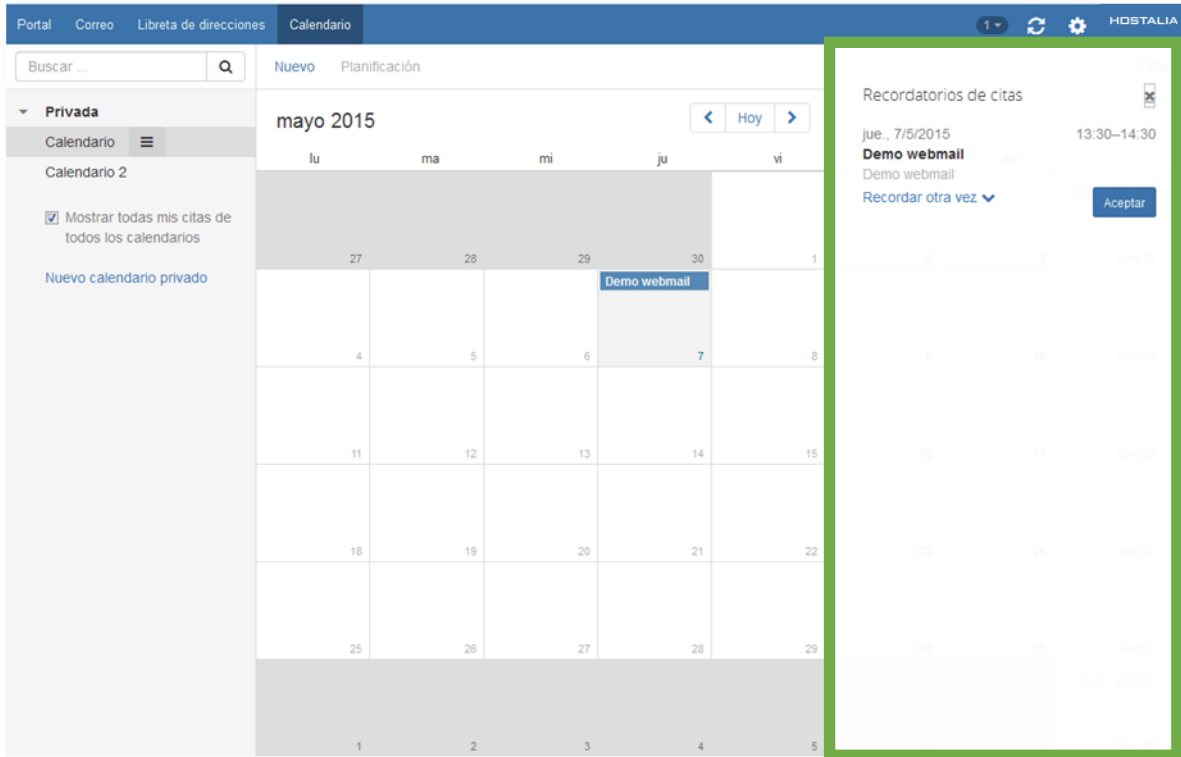 Portal Correo Libreta de direcciones Calendario 1 HOSTALIA
Buscar ...
Privada
Calendario
Calendario 2
Mostrar todas mis citas de
todos los calendarios
Nuevo calendario privado
Nuevo Planificación
mayo 2015
Hoy
lu ma mi ju vi
27 28 29 30 1
Demo webmail
4 5 6 7 8
11 12 13 14 15
18 19 20 21 22
25 26 27 28 29
1 2 3 4 5
Vista
Recordatorios de citas
jue., 7/5/2015 13:30–14:30
Demo webmail
Demo webmail
Recordar otra vez
Aceptar
jun. 2015